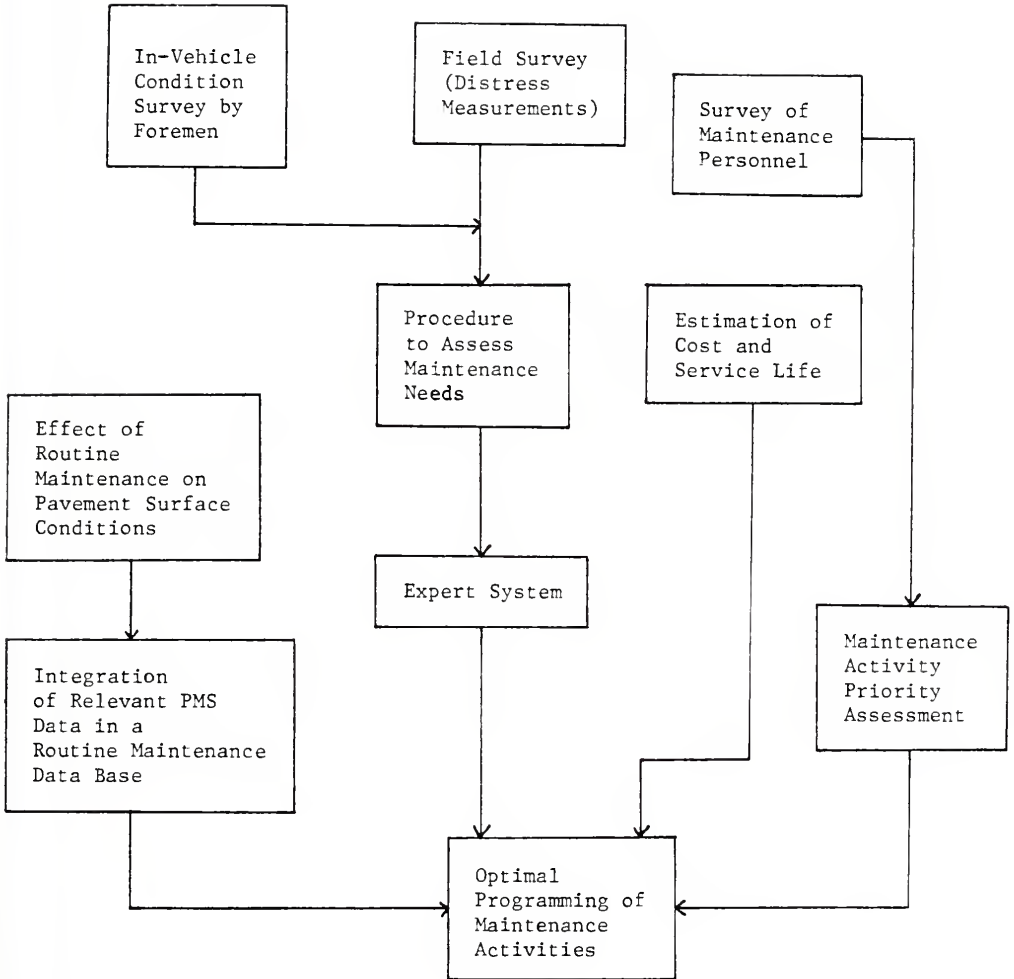 In-Vehicle
Condition
Survey by
Foremen
Field Survey
(Distress
Measurements)
Survey of
Maintenance
Personnel
Procedure
to Assess
Maintenance
Needs
Estimation of
Cost and
Service Life
Effect of
Routine
Maintenance on
Pavement Surface
Conditions
Expert System
Integration
of Relevant PMS
Data in a
Routine Maintenance
Data Base
Maintenance
Activity
Priority
Assessment
Optimal
Programming of
Maintenance
Activities